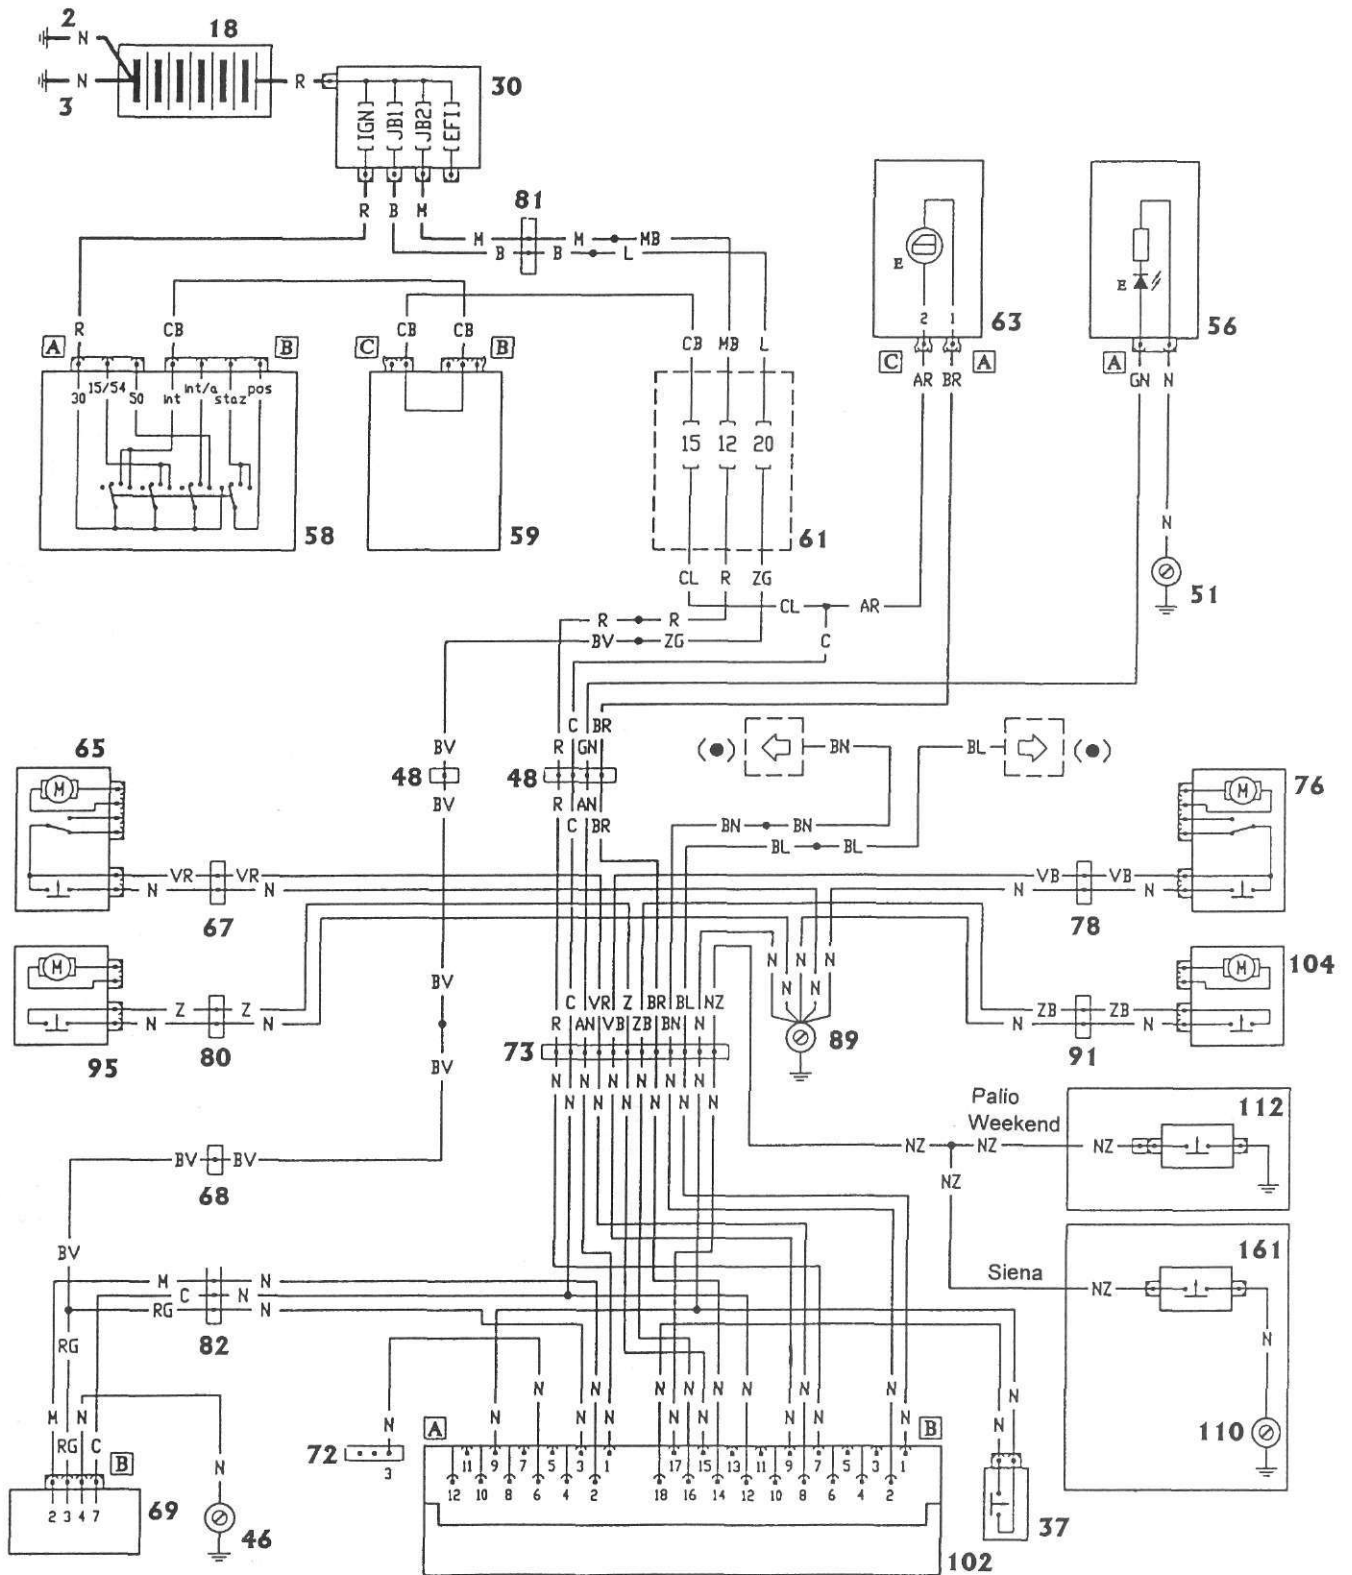 2
N
18
N
3
R
30
IGN
JB1
JB2
EFI
R B M
81
M M MB
B B L
E
2 1
63
E
56
R CB
A B
CB CB
C B
CB MB L
C A
AR BR
A
GN N
30 15/54 50 int int/a staz pos
15 12 20
58
59
61
N
51
CL R ZG
CL AR
R R
BV ZG
C
C BR
R GN
BV
48
BV
48
R AN
C BR
BN
BL
65
M
76
M
BN BN
BL BL
VR VR
N N
67
VB VB
N N
78
M
95
Z Z
N N
80
BV
BV
N N N
N N
89
C VR Z BR BL NZ
R AN VB ZB BN N
73
N N N N N N
N N N N N N
104
M
ZB ZB
N N
91
Palio
Weekend
112
NZ NZ NZ
NZ
BV BV
68
BV
Siena
161
NZ
N
110
M N
C N
RG N
82
RG
M N
RG C
B
2 3 4 7
69
N
46
N
72
3
N N N N N
N N N N N N N N N
A B
11 9 7 5 3 1
12 10 8 6 4 2
17 15 13 11 9 7 5 3 1
18 16 14 12 10 8 6 4 2
102
N N
37